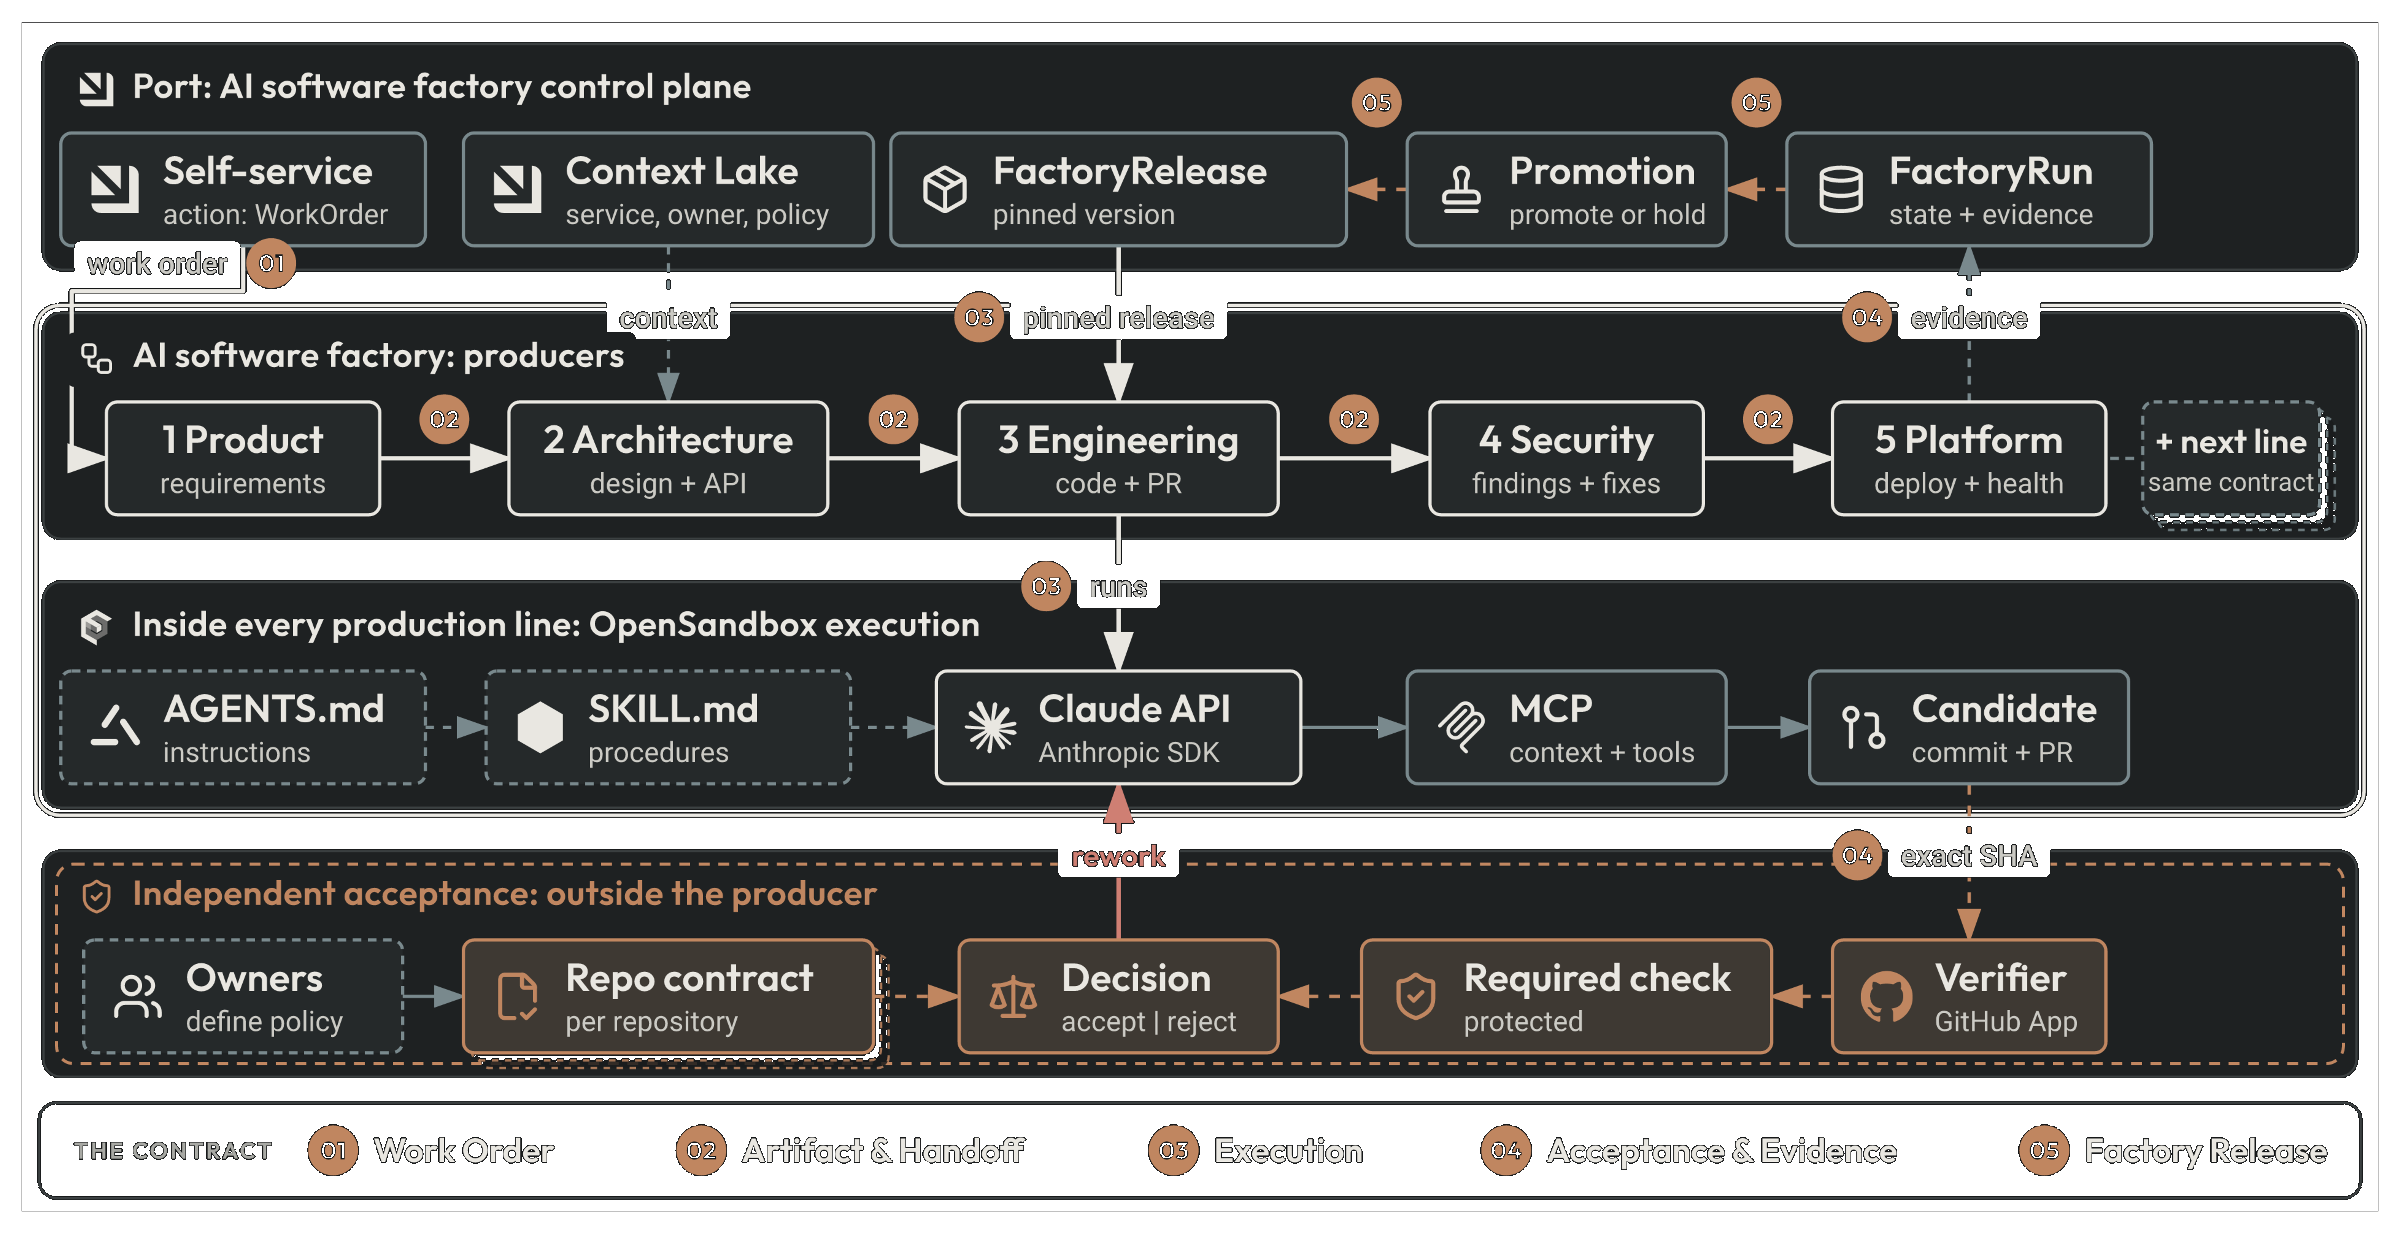 Port: AI software factory control plane
05
05
Self-service
action: WorkOrder
Context Lake
service, owner, policy
FactoryRelease
pinned version
Promotion
promote or hold
FactoryRun
state + evidence
work order
01
context
03
pinned release
04
evidence
AI software factory: producers
1 Product
requirements
02
2 Architecture
design + API
02
3 Engineering
code + PR
02
4 Security
findings + fixes
02
5 Platform
deploy + health
+ next line
same contract
03
runs
Inside every production line: OpenSandbox execution
AGENTS.md
instructions
SKILL.md
procedures
Claude API
Anthropic SDK
MCP
context + tools
Candidate
commit + PR
rework
04
exact SHA
Independent acceptance: outside the producer
Owners
define policy
Repo contract
per repository
Decision
accept | reject
Required check
protected
Verifier
GitHub App
THE CONTRACT
01
Work Order
02
Artifact & Handoff
03
Execution
04
Acceptance & Evidence
05
Factory Release